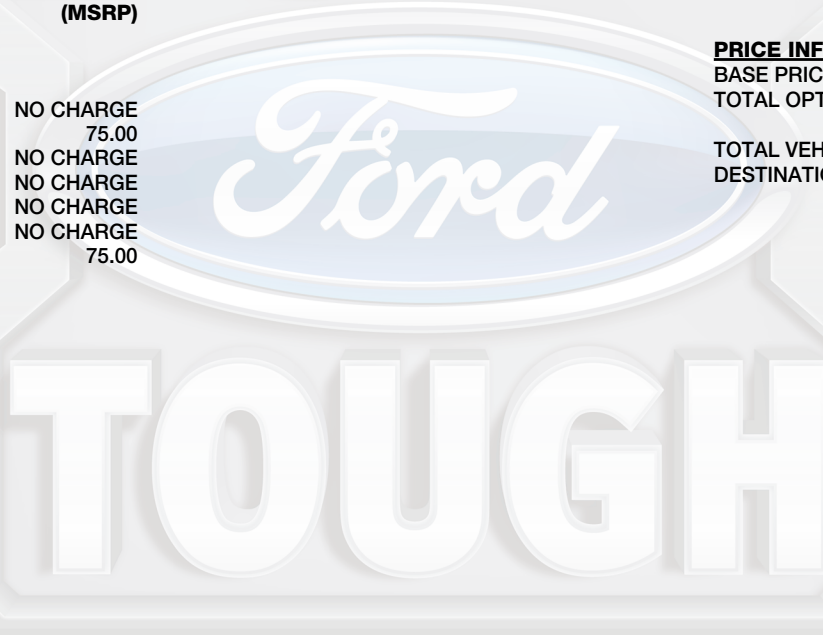 (MSRP)
NO CHARGE
75.00
NO CHARGE
NO CHARGE
NO CHARGE
NO CHARGE
75.00
PRICE INF
BASE PRIC
TOTAL OPT
TOTAL VEH
DESTINATI
Ford
TOUGH